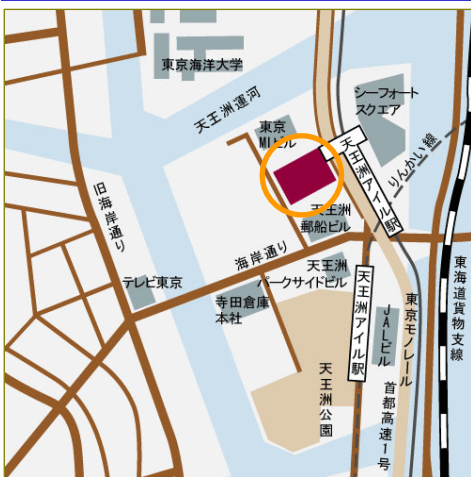 東京海洋大学
天王洲運河
シーフォート
スクエア
東京
MIビル
天王洲アイル駅
りんかい線
旧海岸通り
天王洲
郵船ビル
海岸通り
天王洲
パークサイドビル
テレビ東京
寺田倉庫
本社
天王洲アイル駅
JALビル
東京モノレール
東海道貨物支線
天王洲公園
首都高速1号